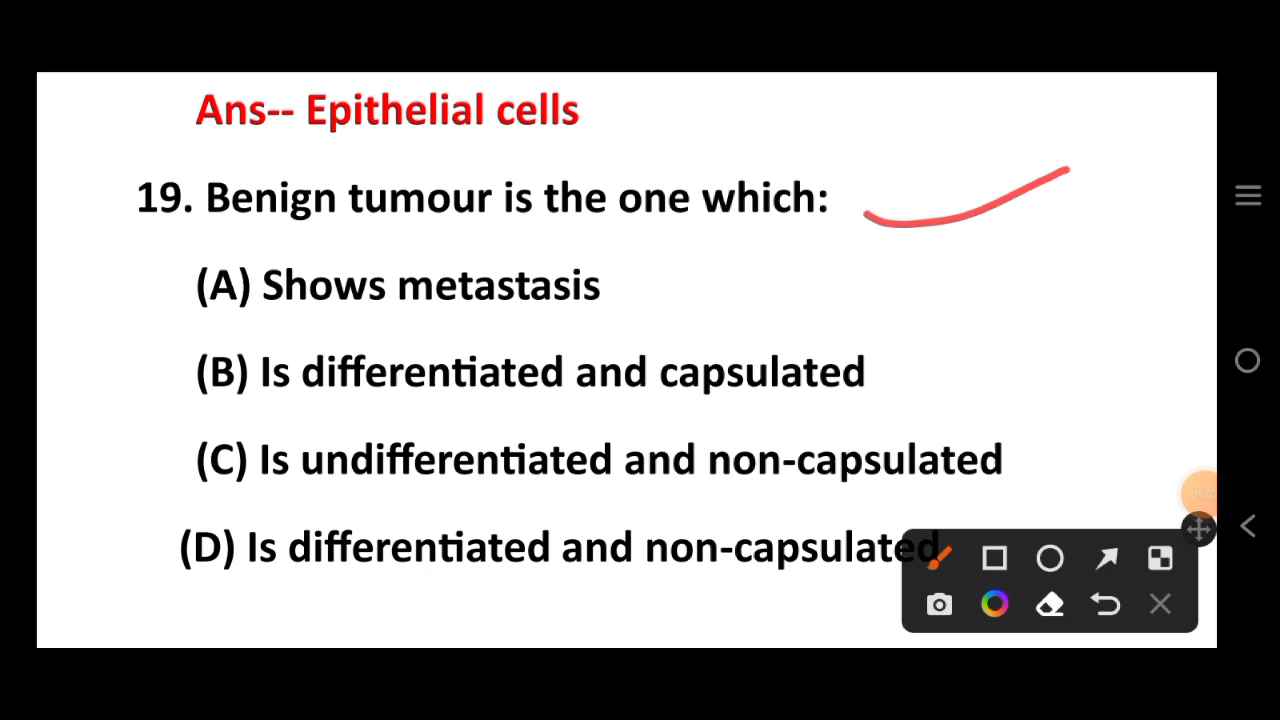 Ans-- Epithelial cells
19. Benign tumour is the one which:
(A) Shows metastasis
(B) Is differentiated and capsulated
(C) Is undifferentiated and non-capsulated
(D) Is differentiated and non-capsulated